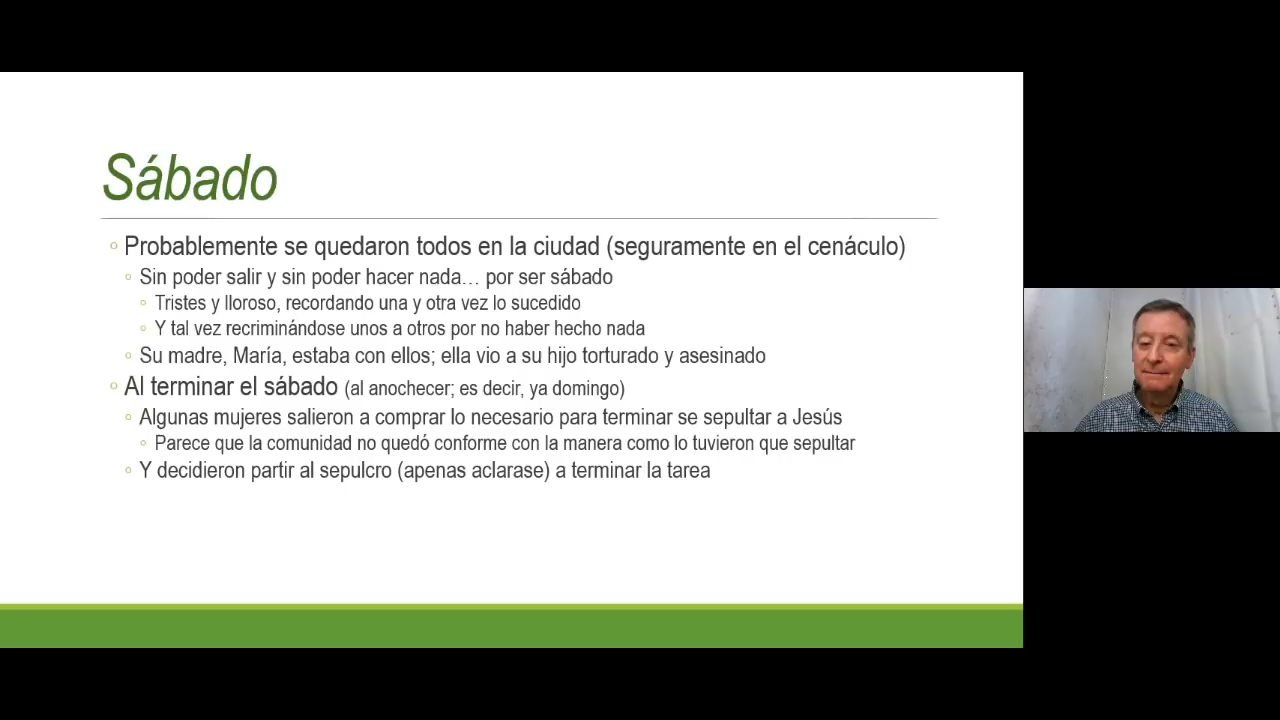 Sábado
Probablemente se quedaron todos en la ciudad (seguramente en el cenáculo)
Sin poder salir y sin poder hacer nada… por ser sábado
Tristes y lloroso, recordando una y otra vez lo sucedido
Y tal vez recriminándose unos a otros por no haber hecho nada
Su madre, María, estaba con ellos; ella vio a su hijo torturado y asesinado
Al terminar el sábado (al anochecer; es decir, ya domingo)
Algunas mujeres salieron a comprar lo necesario para terminar se sepultar a Jesús
Parece que la comunidad no quedó conforme con la manera como lo tuvieron que sepultar
Y decidieron partir al sepulcro (apenas aclarase) a terminar la tarea